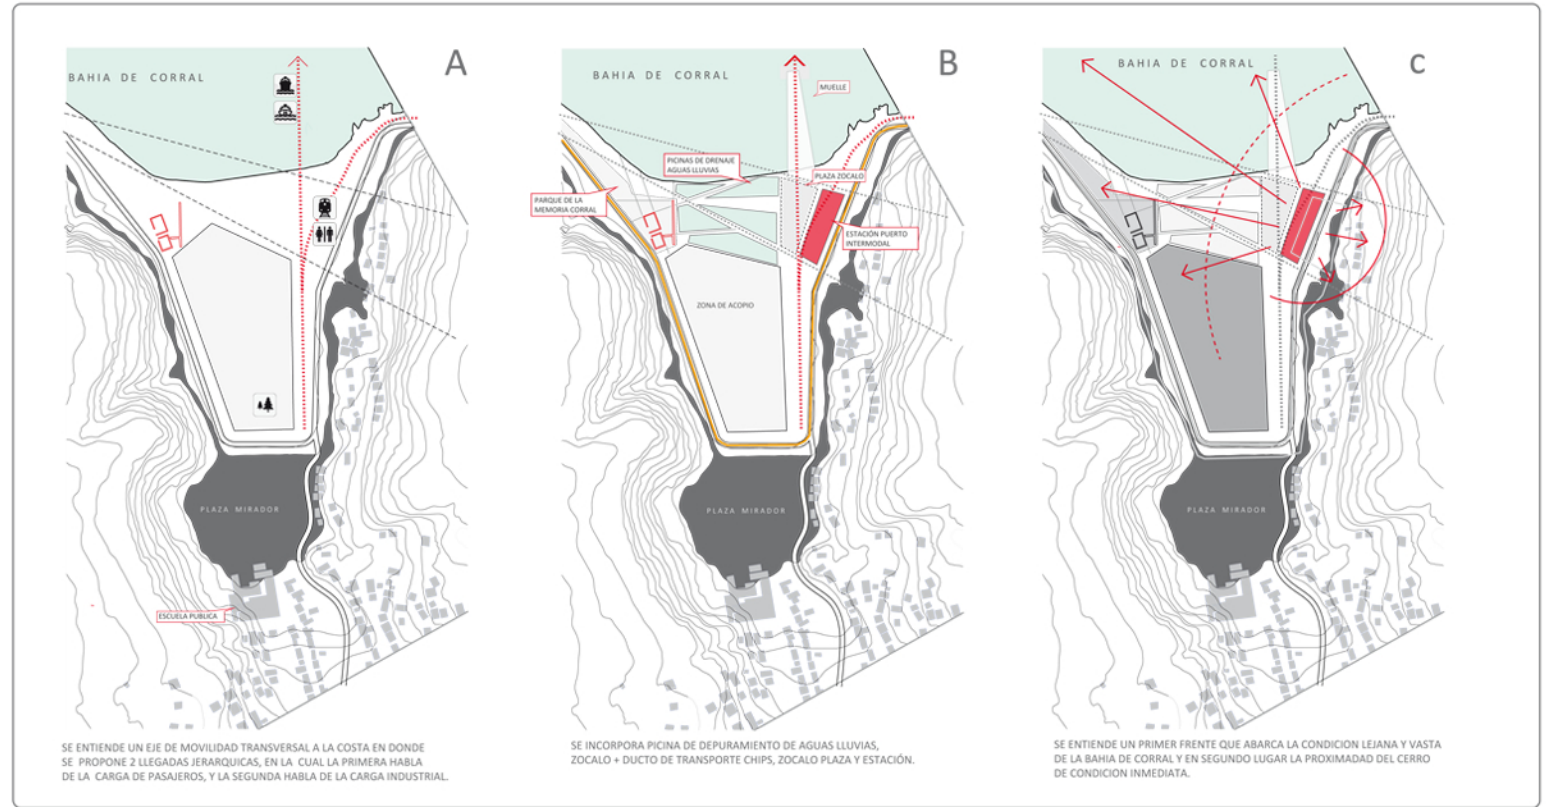 A
BAHIA DE CORRAL
PLAZA MIRADOR
ESCUELA PUBLICA
SE ENTIENDE UN EJE DE MOVILIDAD TRANSVERSAL A LA COSTA EN DONDE
SE PROPONE 2 LLEGADAS JERARQUICAS, EN LA CUAL LA PRIMERA HABLA
DE LA CARGA DE PASAJEROS, Y LA SEGUNDA HABLA DE LA CARGA INDUSTRIAL.
B
BAHIA DE CORRAL
MUELLE
PICINAS DE DRENAJE
AGUAS LLUVIAS
PLAZA ZOCALO
PARQUE DE LA
MEMORIA CORRAL
ESTACIÓN PUERTO
INTERMODAL
ZONA DE ACOPIO
PLAZA MIRADOR
SE INCORPORA PICINA DE DEPURAMIENTO DE AGUAS LLUVIAS,
ZOCALO + DUCTO DE TRANSPORTE CHIPS, ZOCALO PLAZA Y ESTACIÓN.
C
BAHIA DE CORRAL
PLAZA MIRADOR
SE ENTIENDE UN PRIMER FRENTE QUE ABARCA LA CONDICION LEJANA Y VASTA
DE LA BAHIA DE CORRAL Y EN SEGUNDO LUGAR LA PROXIMADAD DEL CERRO
DE CONDICION INMEDIATA.